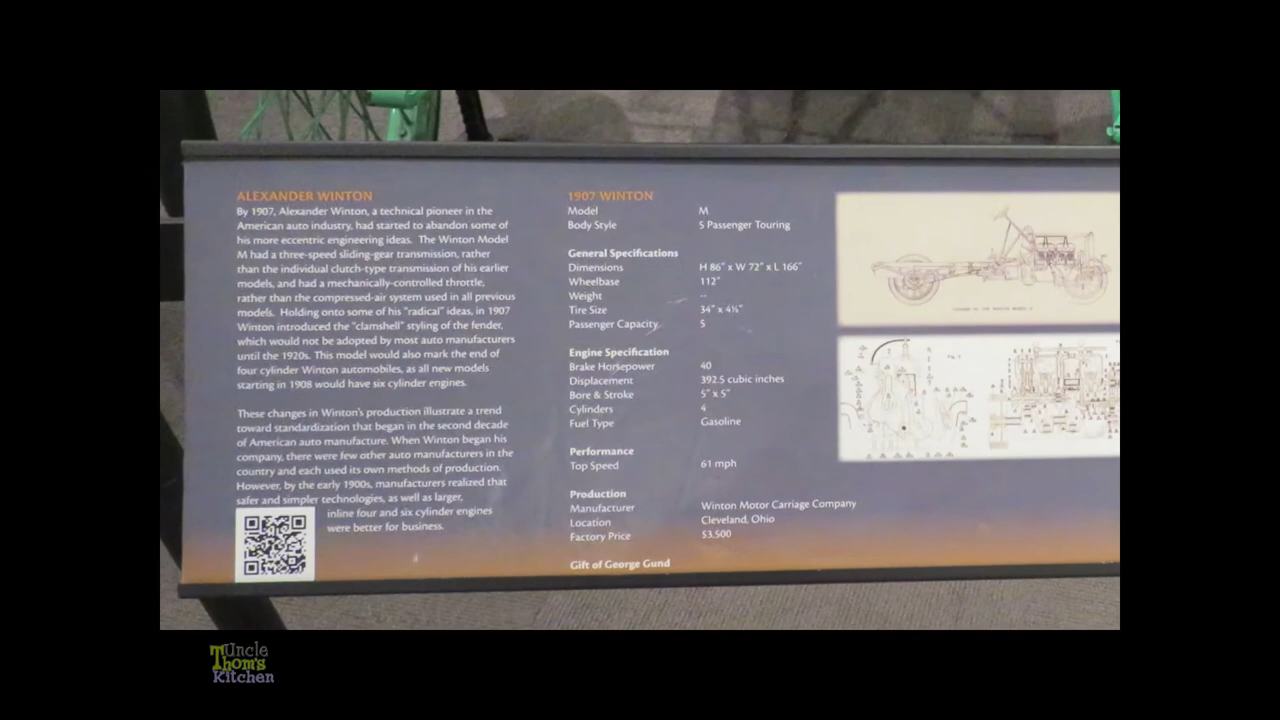 ALEXANDER WINTON
By 1907, Alexander Winton, a technical pioneer in the
American auto industry, had started to abandon some of
his more eccentric engineering ideas. The Winton Model
M had a three-speed sliding-gear transmission, rather
than the individual clutch-type transmission of his earlier
models, and had a mechanically-controlled throttle,
rather than the compressed-air system used in all previous
models. Holding onto some of his "radical" ideas, in 1907
Winton introduced the "clamshell" styling of the fender,
which would not be adopted by most auto manufacturers
until the 1920s. This model would also mark the end of
four cylinder Winton automobiles, as all new models
starting in 1908 would have six cylinder engines.
These changes in Winton's production illustrate a trend
toward standardization that began in the second decade
of American auto manufacture. When Winton began his
company, there were few other auto manufacturers in the
country and each used its own methods of production.
However, by the early 1900s, manufacturers realized that
safer and simpler technologies, as well as larger,
inline four and six cylinder engines
were better for business.
1907 WINTON
Model M
Body Style 5 Passenger Touring
General Specifications
Dimensions H 86" x W 72" x L 166"
Wheelbase 112"
Weight --
Tire Size 34" x 4½"
Passenger Capacity 5
Engine Specification
Brake Horsepower 40
Displacement 392.5 cubic inches
Bore & Stroke 5" x 5"
Cylinders 4
Fuel Type Gasoline
Performance
Top Speed 61 mph
Production
Manufacturer Winton Motor Carriage Company
Location Cleveland, Ohio
Factory Price $3,500
Gift of George Gund
Uncle
Thom's
Kitchen